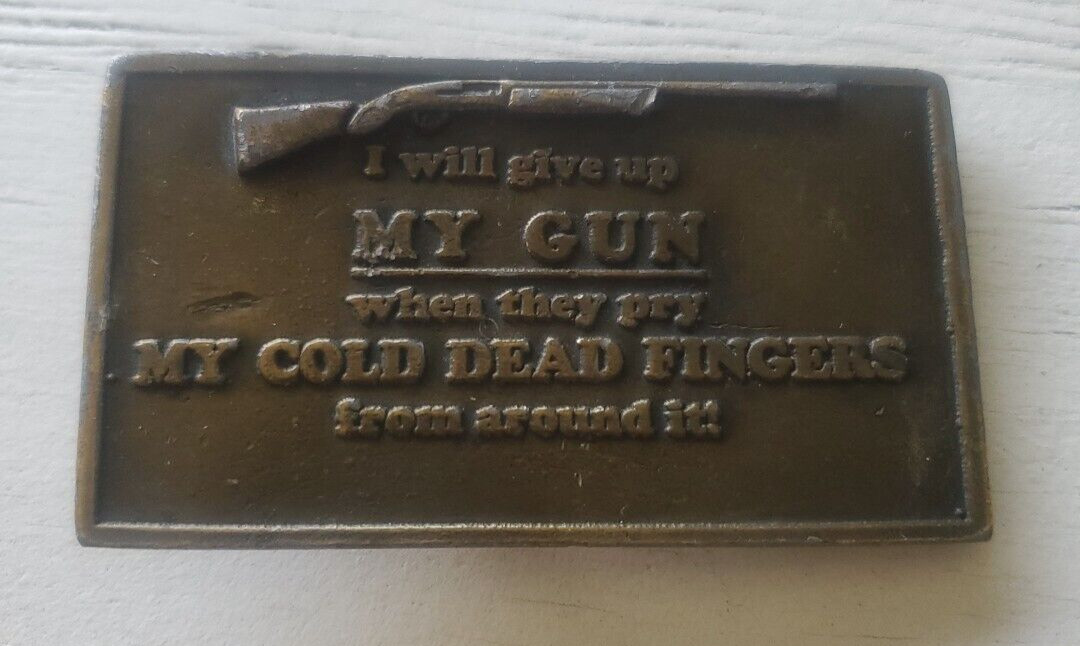 I will give up
MY GUN
when they pry
MY COLD DEAD FINGERS
from around it!